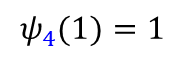 ψ₄(1) = 1